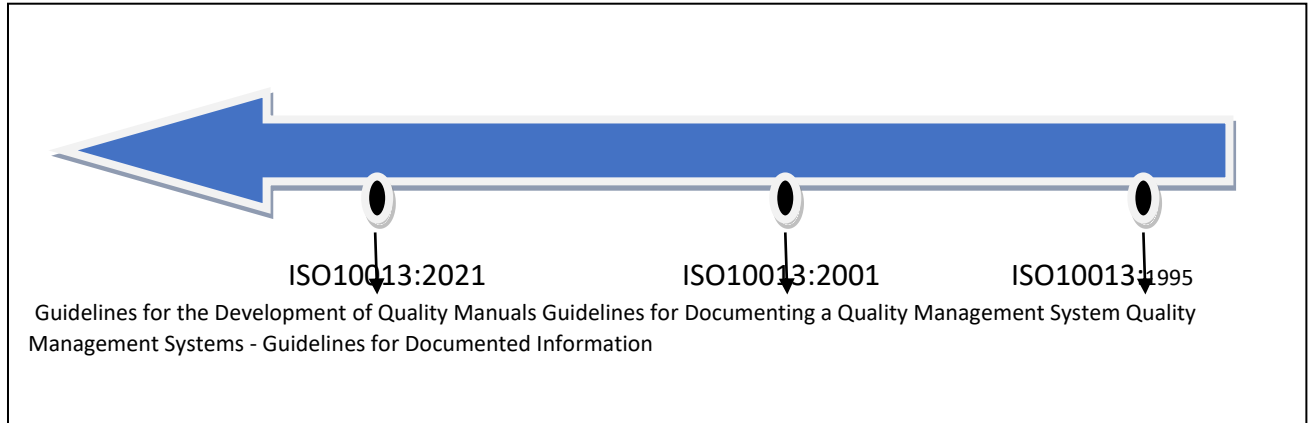 ISO10013:2021 ISO10013:2001 ISO10013:1995
Guidelines for the Development of Quality Manuals Guidelines for Documenting a Quality Management System Quality
Management Systems - Guidelines for Documented Information